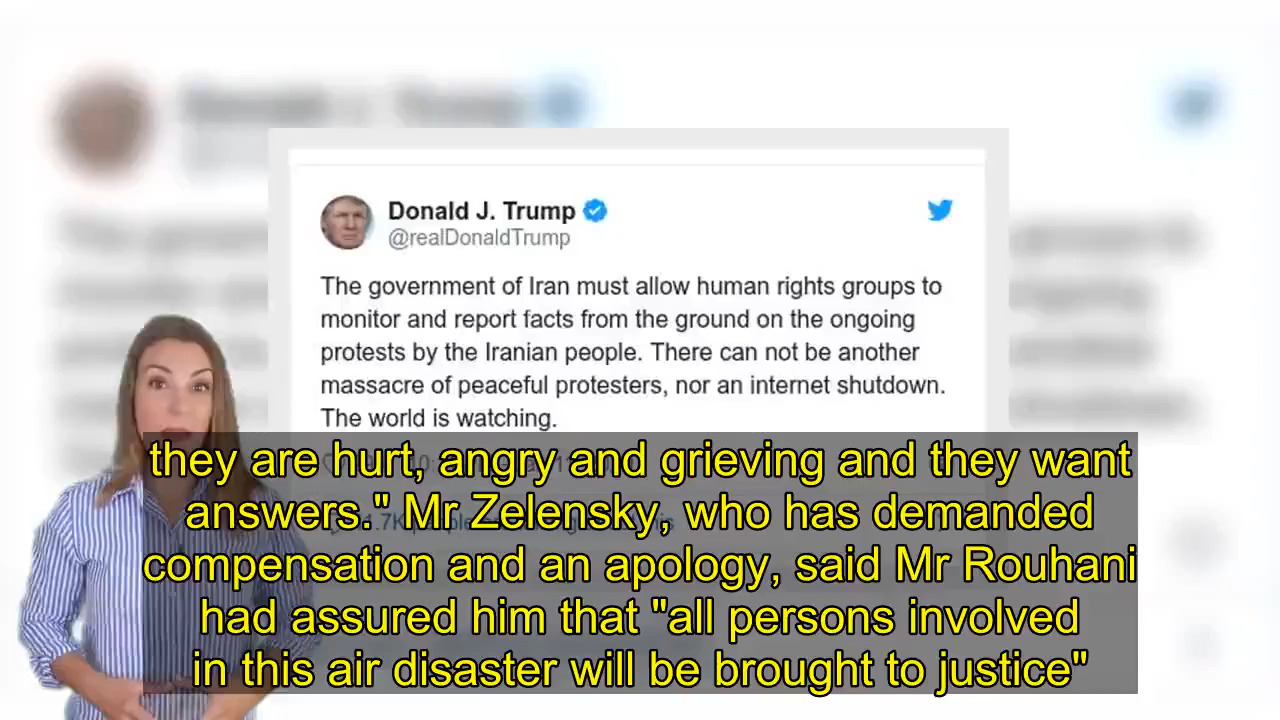 Donald J. Trump
@realDonaldTrump
The government of Iran must allow human rights groups to
monitor and report facts from the ground on the ongoing
protests by the Iranian people. There can not be another
massacre of peaceful protesters, nor an internet shutdown.
The world is watching.
they are hurt, angry and grieving and they want
answers." Mr Zelensky, who has demanded
compensation and an apology, said Mr Rouhani
had assured him that "all persons involved
in this air disaster will be brought to justice"